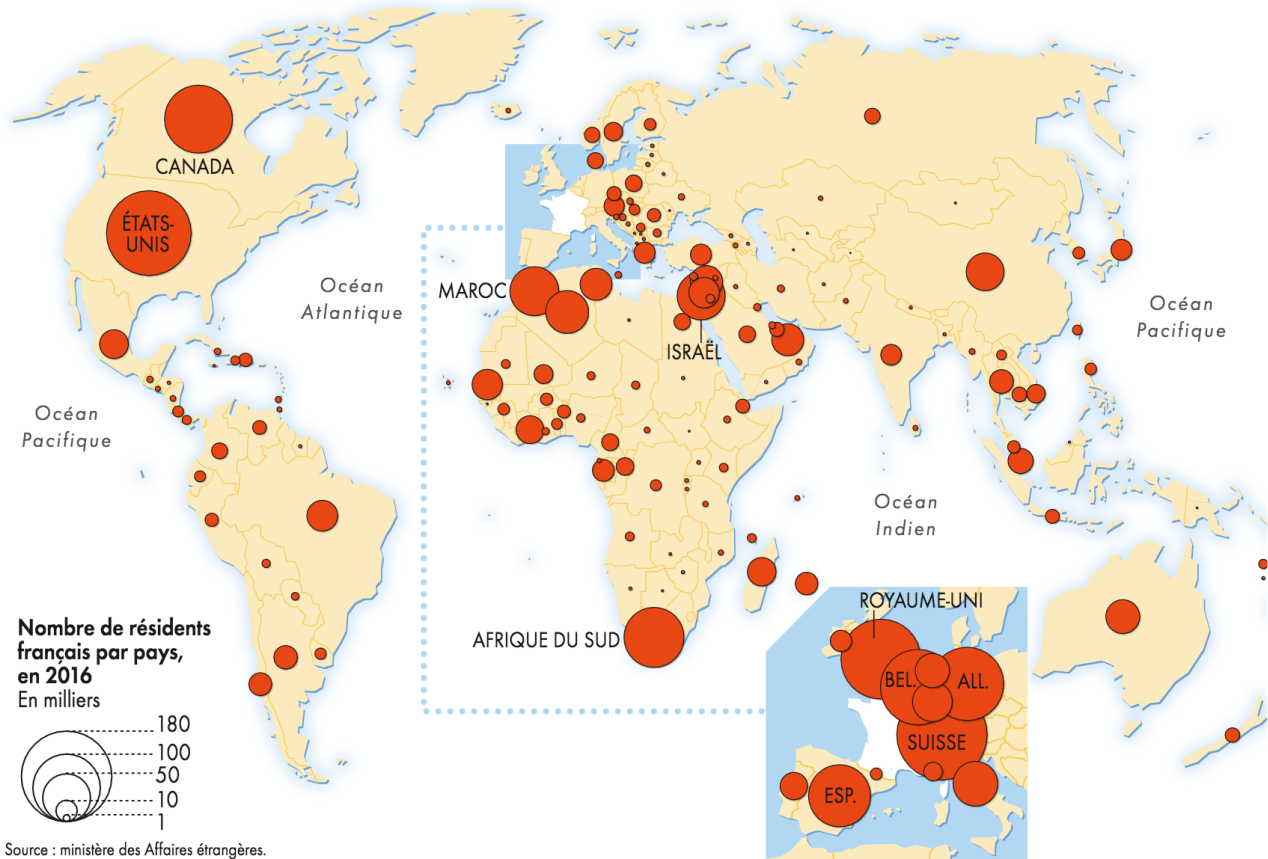 CANADA
ÉTATS-
UNIS
Océan
Atlantique
MAROC
ISRAËL
Océan
Pacifique
Océan
Pacifique
Océan
Indien
AFRIQUE DU SUD
ROYAUME-UNI
BEL.
ALL.
SUISSE
ESP.
Nombre de résidents
français par pays,
en 2016
En milliers
180
100
50
10
1
Source : ministère des Affaires étrangères.